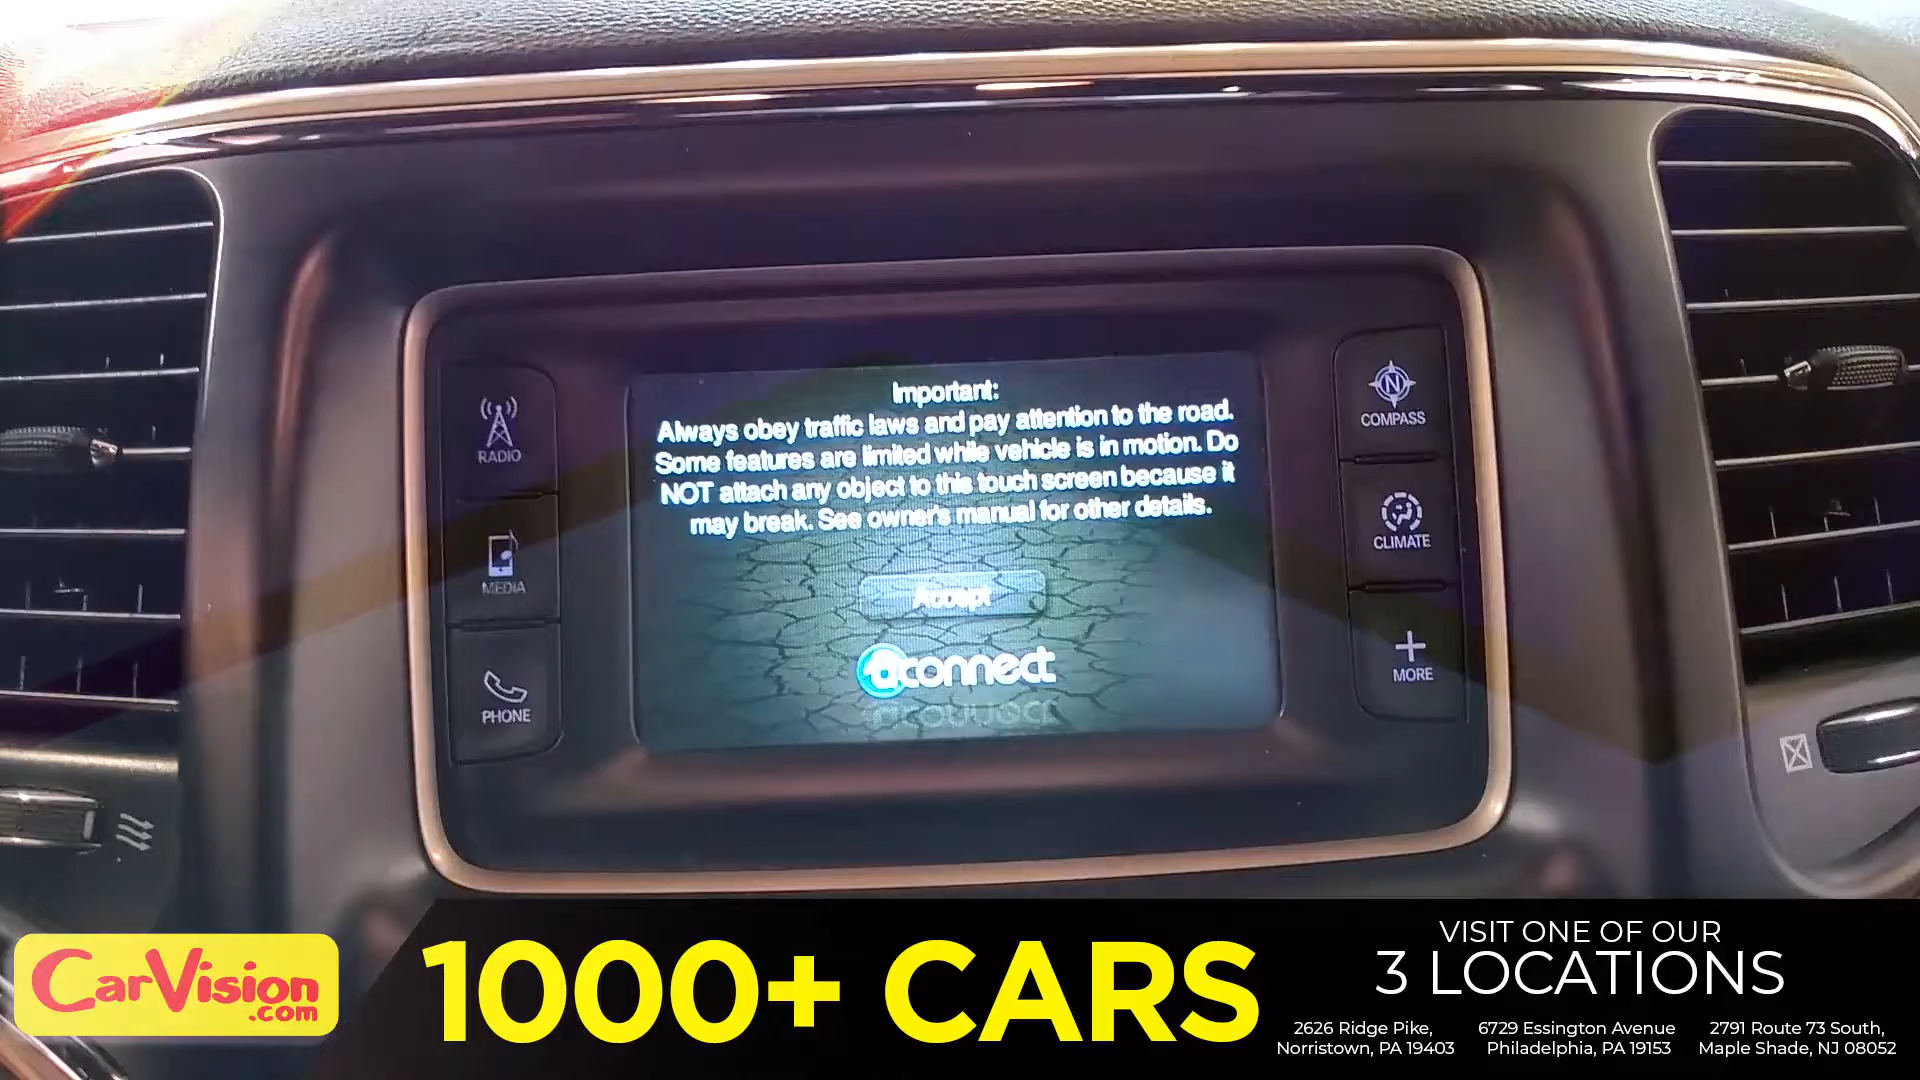 Important:
Always obey traffic laws and pay attention to the road.
Some features are limited while vehicle is in motion. Do
NOT attach any object to this touch screen because it
may break. See owner's manual for other details.
Accept
uconnect
RADIO
MEDIA
PHONE
N
COMPASS
CLIMATE
MORE
CarVision
.com
1000+ CARS
VISIT ONE OF OUR
3 LOCATIONS
2626 Ridge Pike,
Norristown, PA 19403
6729 Essington Avenue
Philadelphia, PA 19153
2791 Route 73 South,
Maple Shade, NJ 08052